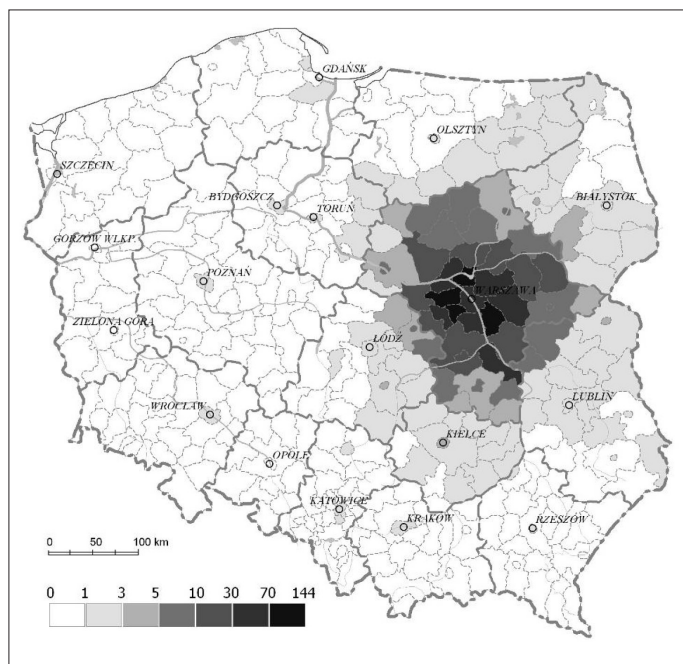 GDAŃSK
OLSZTYN
SZCZECIN
BYDGOSZCZ
BIAŁYSTOK
TORUŃ
GORZÓW WLKP.
POZNAŃ
WARSZAWA
ZIELONA GÓRA
ŁÓDŹ
WROCŁAW
LUBLIN
KIELCE
OPOLE
KATOWICE
KRAKÓW
RZESZÓW
0 50 100 km
0 1 3 5 10 30 70 144